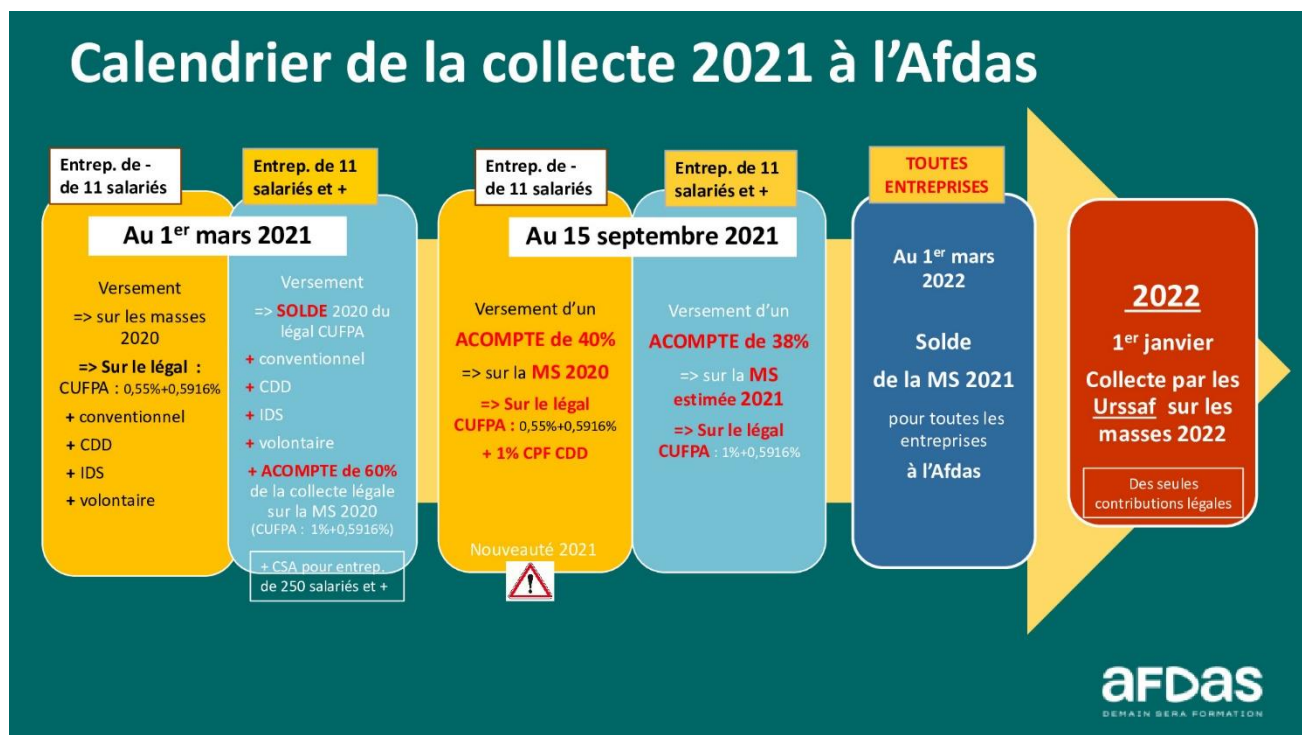 Calendrier de la collecte 2021 à l'Afdas
Entrep. de -
de 11 salariés
Entrep. de 11
salariés et +
Au 1er mars 2021
Versement
=> sur les masses
2020
=> Sur le légal :
CUFPA : 0,55%+0,5916%
+ conventionnel
+ CDD
+ IDS
+ volontaire
Versement
=> SOLDE 2020 du
légal CUFPA
+ conventionnel
+ CDD
+ IDS
+ volontaire
+ ACOMPTE de 60%
de la collecte légale
sur la MS 2020
(CUFPA : 1%+0,5916%)
+ CSA pour entrep.
de 250 salariés et +
Entrep. de -
de 11 salariés
Entrep. de 11
salariés et +
Au 15 septembre 2021
Versement d'un
ACOMPTE de 40%
=> sur la MS 2020
=> Sur le légal
CUFPA : 0,55%+0,5916%
+ 1% CPF CDD
Nouveauté 2021
Versement d'un
ACOMPTE de 38%
=> sur la MS
estimée 2021
=> Sur le légal
CUFPA : 1%+0,5916%
TOUTES
ENTREPRISES
Au 1er mars
2022
Solde
de la MS 2021
pour toutes les
entreprises
à l'Afdas
2022
1er janvier
Collecte par les
Urssaf sur les
masses 2022
Des seules
contributions légales
aFDas
DEMAIN SERA FORMATION